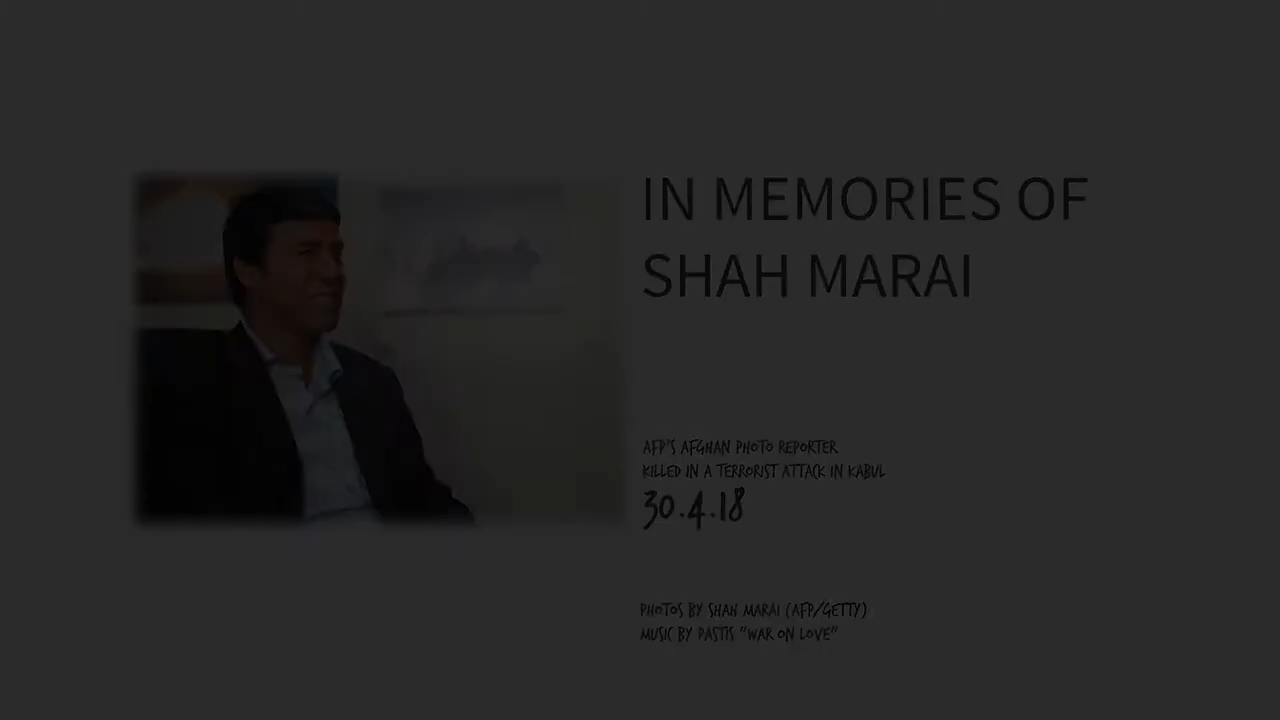 IN MEMORIES OF
SHAH MARAI
AFP'S AFGHAN PHOTO REPORTER
KILLED IN A TERRORIST ATTACK IN KABUL
30.4.18
PHOTOS BY SHAH MARAI (AFP/GETTY)
MUSIC BY PASTIS "WAR ON LOVE"